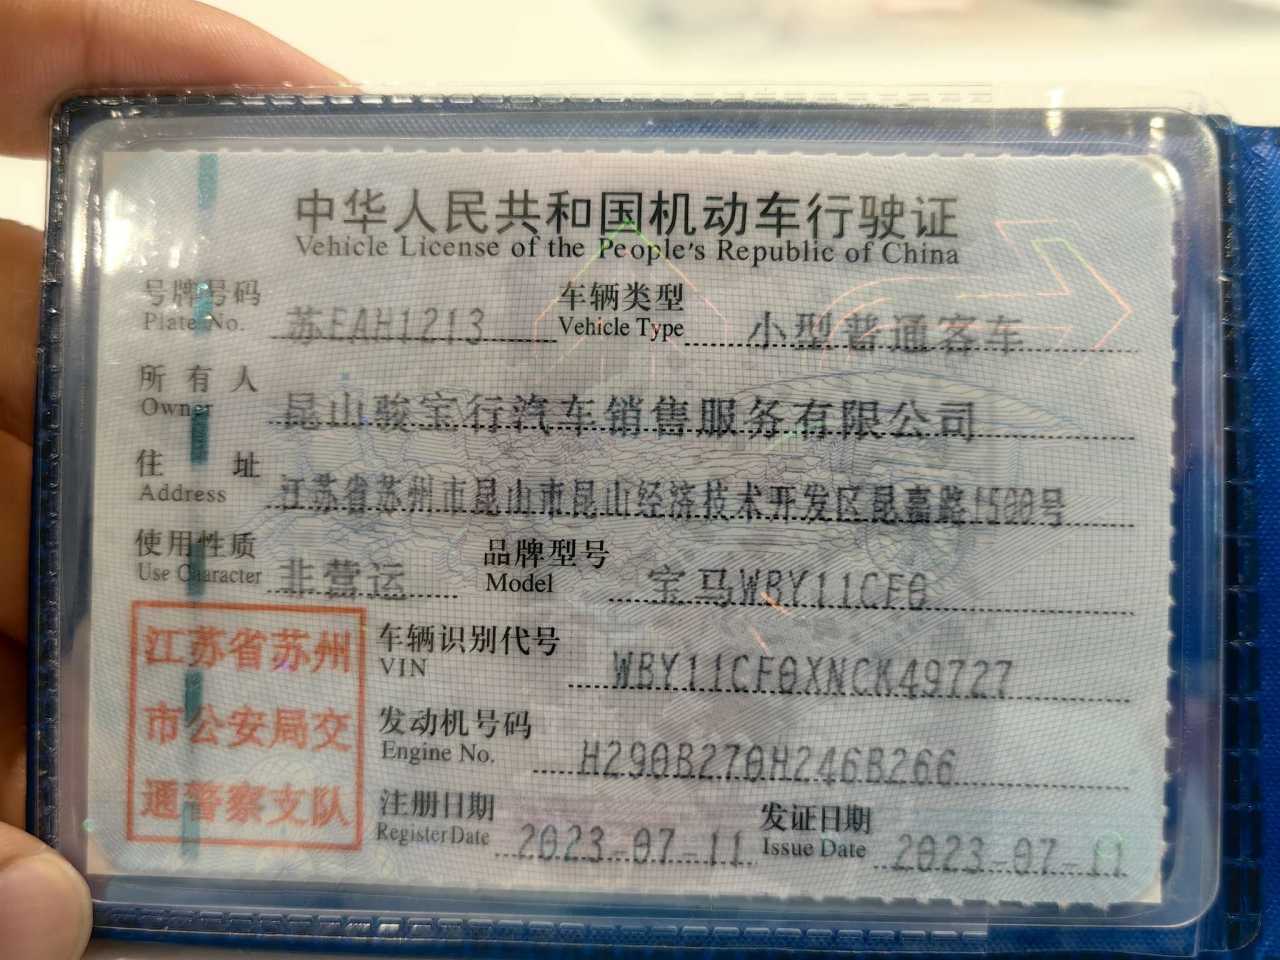 中华人民共和国机动车行驶证
Vehicle License of the People's Republic of China
号牌号码 苏EAH1213 车辆类型 小型普通客车
Plate No. Vehicle Type
所有人 昆山骏宝行汽车销售服务有限公司
Owner
住址 江苏省苏州市昆山市昆山经济技术开发区昆嘉路1500号
Address
使用性质 非营运 品牌型号 宝马WBY11CF0
Use Character Model
江苏省苏州
市公安局交
通警察支队
车辆识别代号 WBY11CF0XNCK49727
VIN
发动机号码 H290B270H246B266
Engine No.
注册日期 2023-07-11 发证日期 2023-07-11
Register Date Issue Date